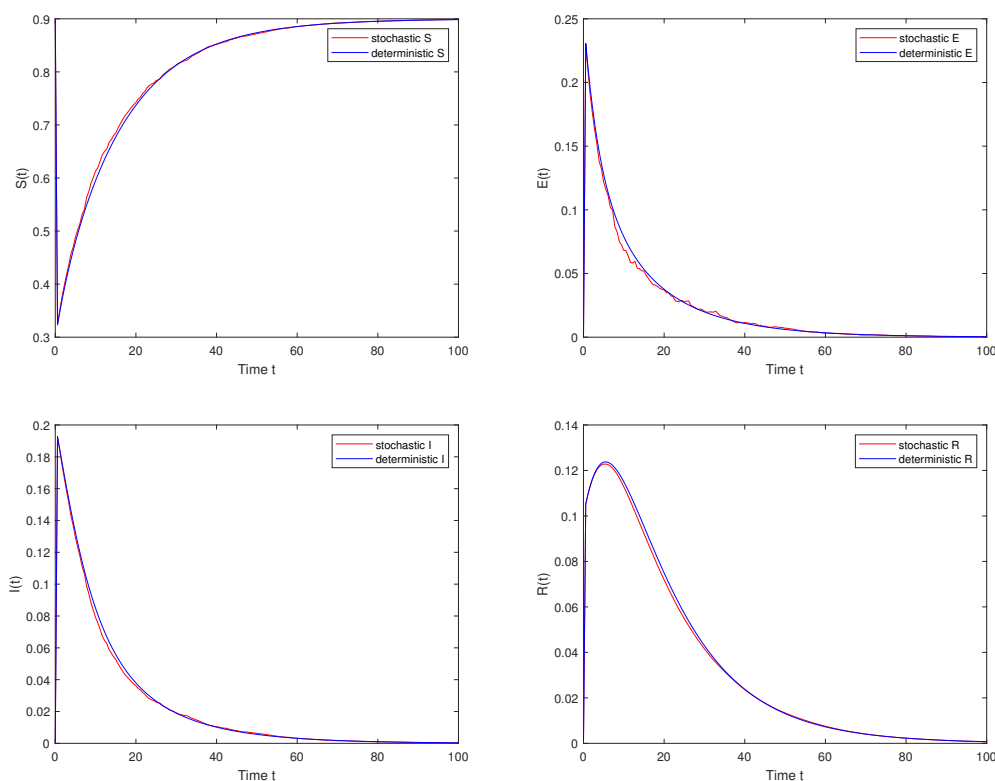 0.9
0.8
0.7
0.6
0.5
0.4
0.3
S(t)
0 20 40 60 80 100
Time t
stochastic S
deterministic S
0.25
0.2
0.15
0.1
0.05
0
E(t)
0 20 40 60 80 100
Time t
stochastic E
deterministic E
0.2
0.18
0.16
0.14
0.12
0.1
0.08
0.06
0.04
0.02
0
I(t)
0 20 40 60 80 100
Time t
stochastic I
deterministic I
0.14
0.12
0.1
0.08
0.06
0.04
0.02
0
R(t)
0 20 40 60 80 100
Time t
stochastic R
deterministic R